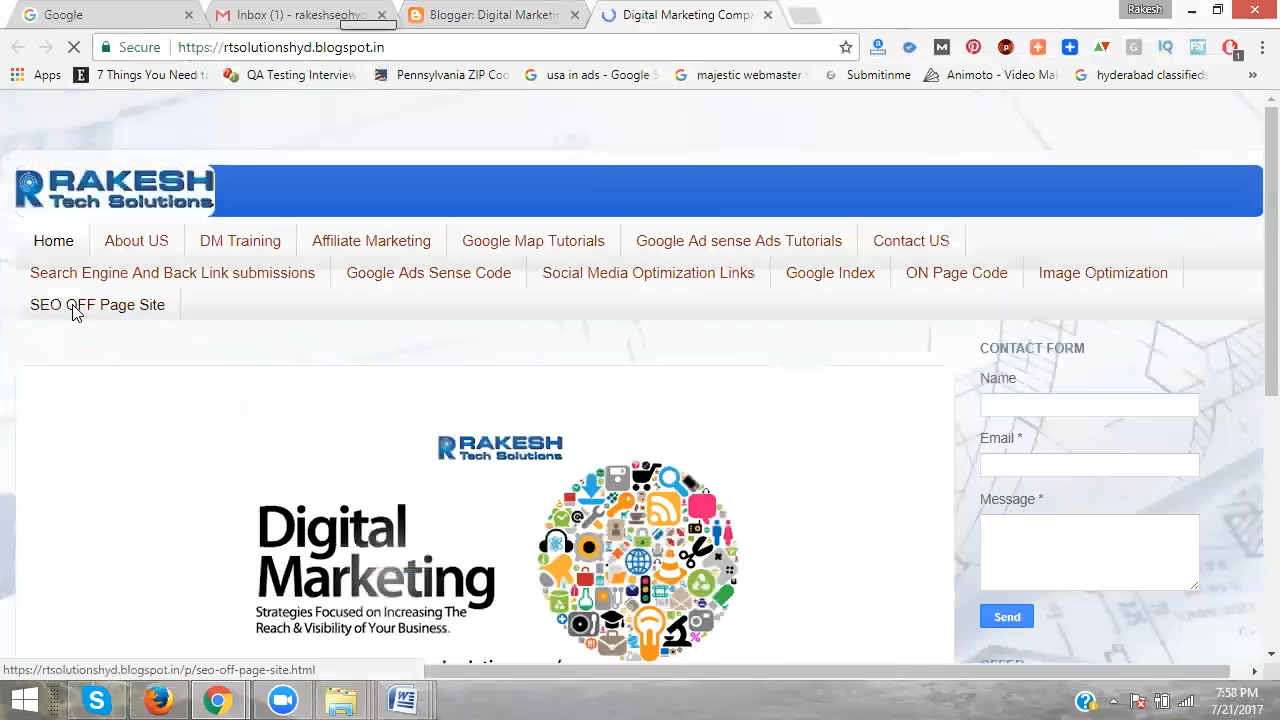 Google
Inbox (1) - rakeshseohyd
Blogger: Digital Marketin
Digital Marketing Compa
Rakesh
Secure
https://rtsolutionshyd.blogspot.in
Apps
7 Things You Need to
QA Testing Interview
Pennsylvania ZIP Co
usa in ads - Google S
majestic webmaster
Submitinme
Animoto - Video Ma
hyderabad classifieds
»
RAKESH
Tech Solutions
Home
About US
DM Training
Affiliate Marketing
Google Map Tutorials
Google Ad sense Ads Tutorials
Contact US
Search Engine And Back Link submissions
Google Ads Sense Code
Social Media Optimization Links
Google Index
ON Page Code
Image Optimization
SEO OFF Page Site
CONTACT FORM
Name
Email *
Message *
Send
RAKESH
Tech Solutions
Digital
Marketing
Strategies Focused on Increasing The
Reach & Visibility of Your Business.
https://rtsolutionshyd.blogspot.in/p/seo-off-page-site.html
7:58 PM
7/21/2017